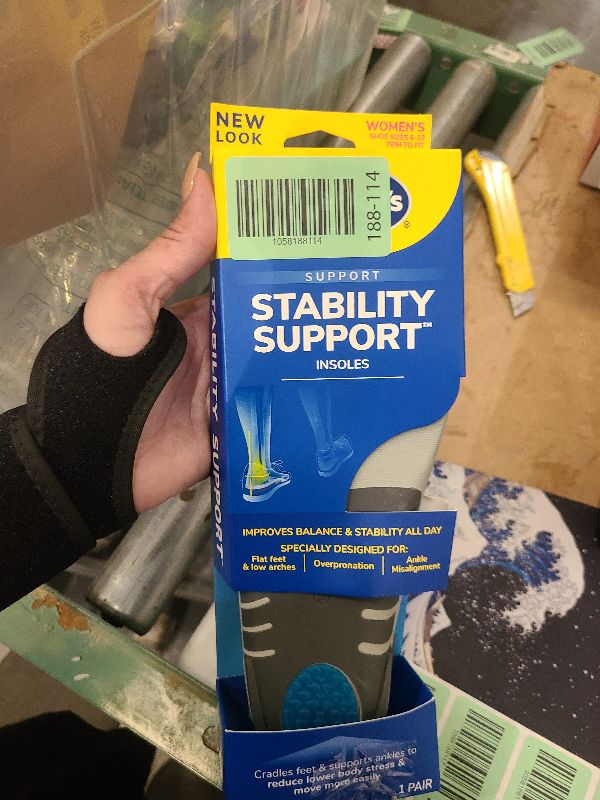 NEW
LOOK
WOMEN'S
SHOE SIZES 6-10
TRIM TO FIT
's
®
1058188114
188-114
SUPPORT
STABILITY
SUPPORT™
INSOLES
STABILITY SUPPORT
IMPROVES BALANCE & STABILITY ALL DAY
SPECIALLY DESIGNED FOR:
Flat feet
& low arches
Overpronation
Ankle
Misalignment
Cradles feet & supports ankles to
reduce lower body stress &
move more easily
1 PAIR